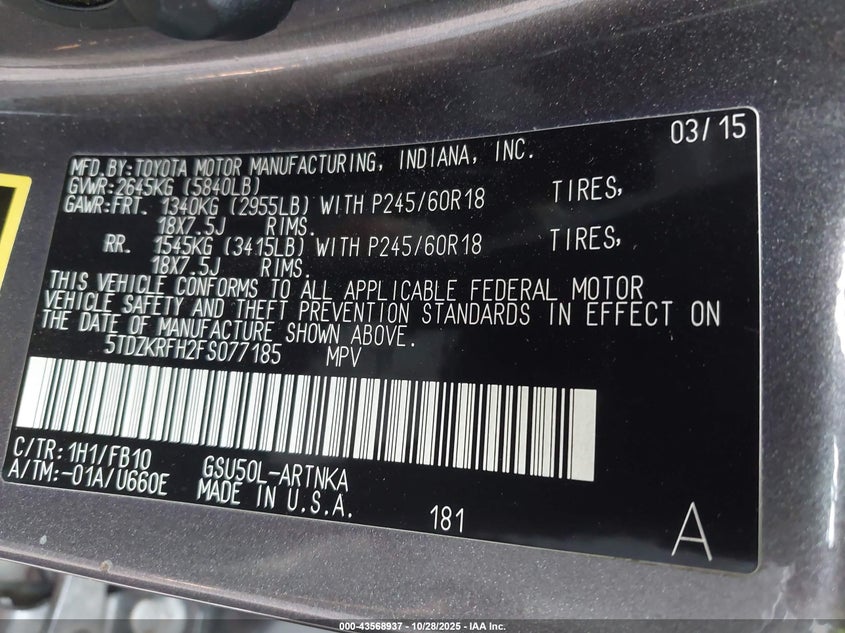 03/15
MFD.BY:TOYOTA MOTOR MANUFACTURING, INDIANA, INC.
GVWR:2645KG (5840LB)
GAWR:FRT. 1340KG (2955LB) WITH P245/60R18 TIRES,
18X7.5J RIMS.
RR. 1545KG (3415LB) WITH P245/60R18 TIRES,
18X7.5J RIMS.
THIS VEHICLE CONFORMS TO ALL APPLICABLE FEDERAL MOTOR
VEHICLE SAFETY AND THEFT PREVENTION STANDARDS IN EFFECT ON
THE DATE OF MANUFACTURE SHOWN ABOVE.
5TDZKRFH2FS077185 MPV
C/TR:1H1/FB10 GSU50L-ARTNKA
A/TM:-01A/U660E MADE IN U.S.A.
181
A
000-43568937 - 10/28/2025 - IAA Inc.